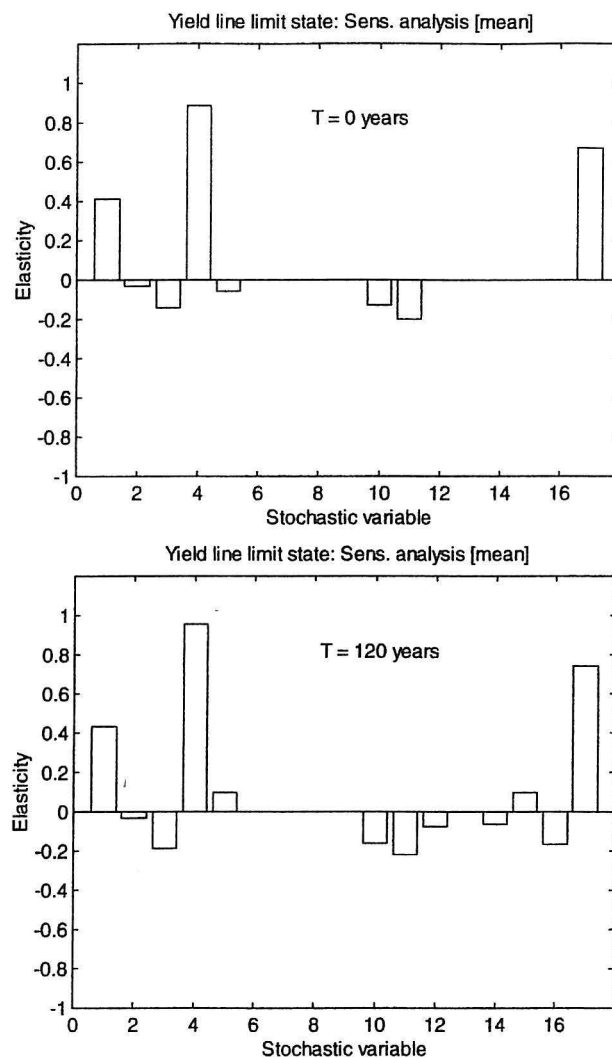 Yield line limit state: Sens. analysis [mean]
1
0.8
0.6
0.4
0.2
0
-0.2
-0.4
-0.6
-0.8
-1
Elasticity
T = 0 years
0 2 4 6 8 10 12 14 16
Stochastic variable
Yield line limit state: Sens. analysis [mean]
1
0.8
0.6
0.4
0.2
0
-0.2
-0.4
-0.6
-0.8
-1
Elasticity
T = 120 years
0 2 4 6 8 10 12 14 16
Stochastic variable